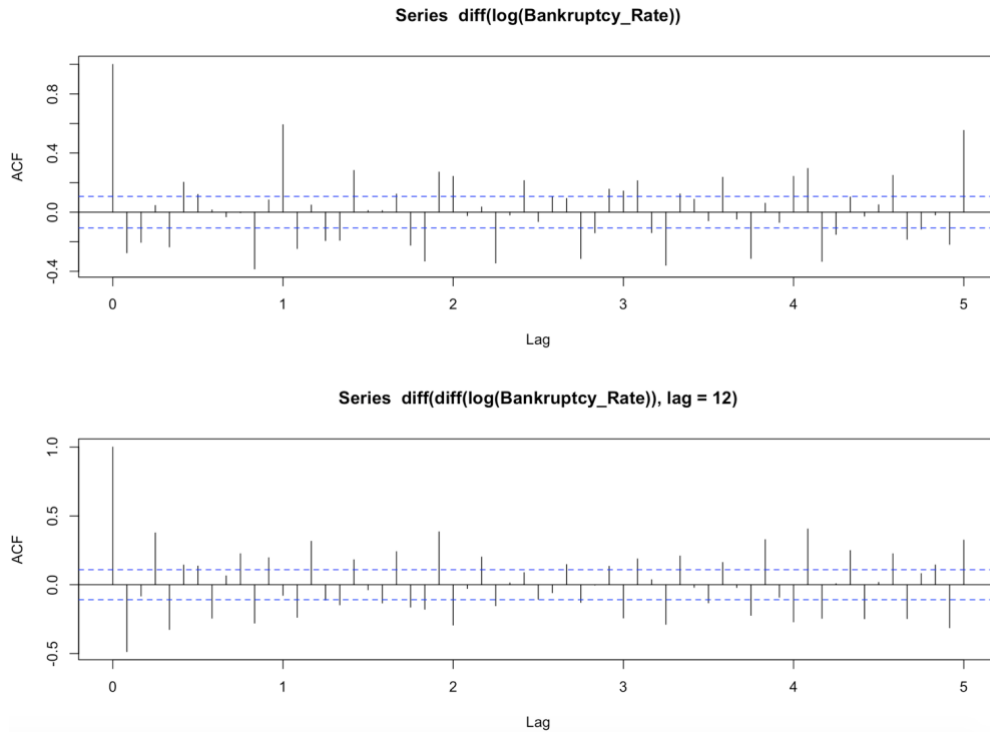 Series diff(log(Bankruptcy_Rate))
ACF
0.8
0.4
0.0
-0.4
0 1 2 3 4 5
Lag
Series diff(diff(log(Bankruptcy_Rate)), lag = 12)
ACF
1.0
0.5
0.0
-0.5
0 1 2 3 4 5
Lag